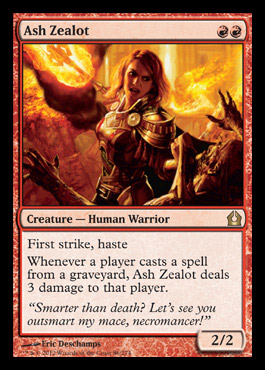 Ash Zealot
Creature — Human Warrior
First strike, haste
Whenever a player casts a spell
from a graveyard, Ash Zealot deals
3 damage to that player.
“Smarter than death? Let’s see you
outsmart my mace, necromancer!”
Eric Deschamps
2/2